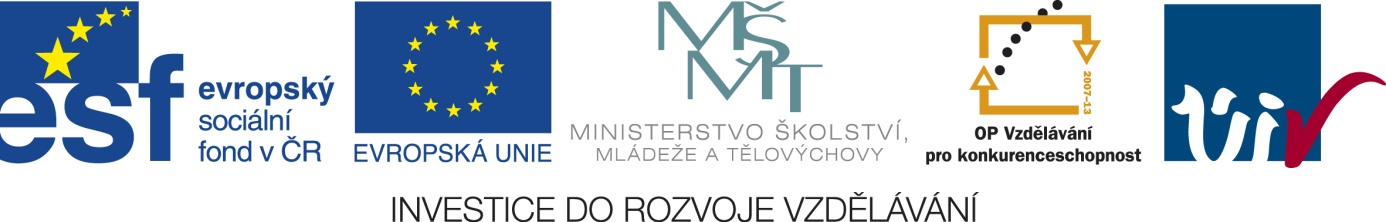 esf
evropský
sociální
fond v ČR
EVROPSKÁ UNIE
MŠMT
MINISTERSTVO ŠKOLSTVÍ,
MLÁDEŽE A TĚLOVÝCHOVY
2007-13
OP Vzdělávání
pro konkurenceschopnost
INVESTICE DO ROZVOJE VZDĚLÁVÁNÍ